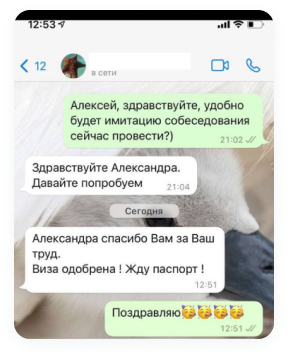 12:53
12
в сети
Алексей, здравствуйте, удобно
будет имитацию собеседования
сейчас провести?)
21:02
Здравствуйте Александра.
Давайте попробуем
21:04
Сегодня
Александра спасибо Вам за Ваш
труд.
Виза одобрена ! Жду паспорт !
12:51
Поздравляю🥳🥳🥳🥳
12:51